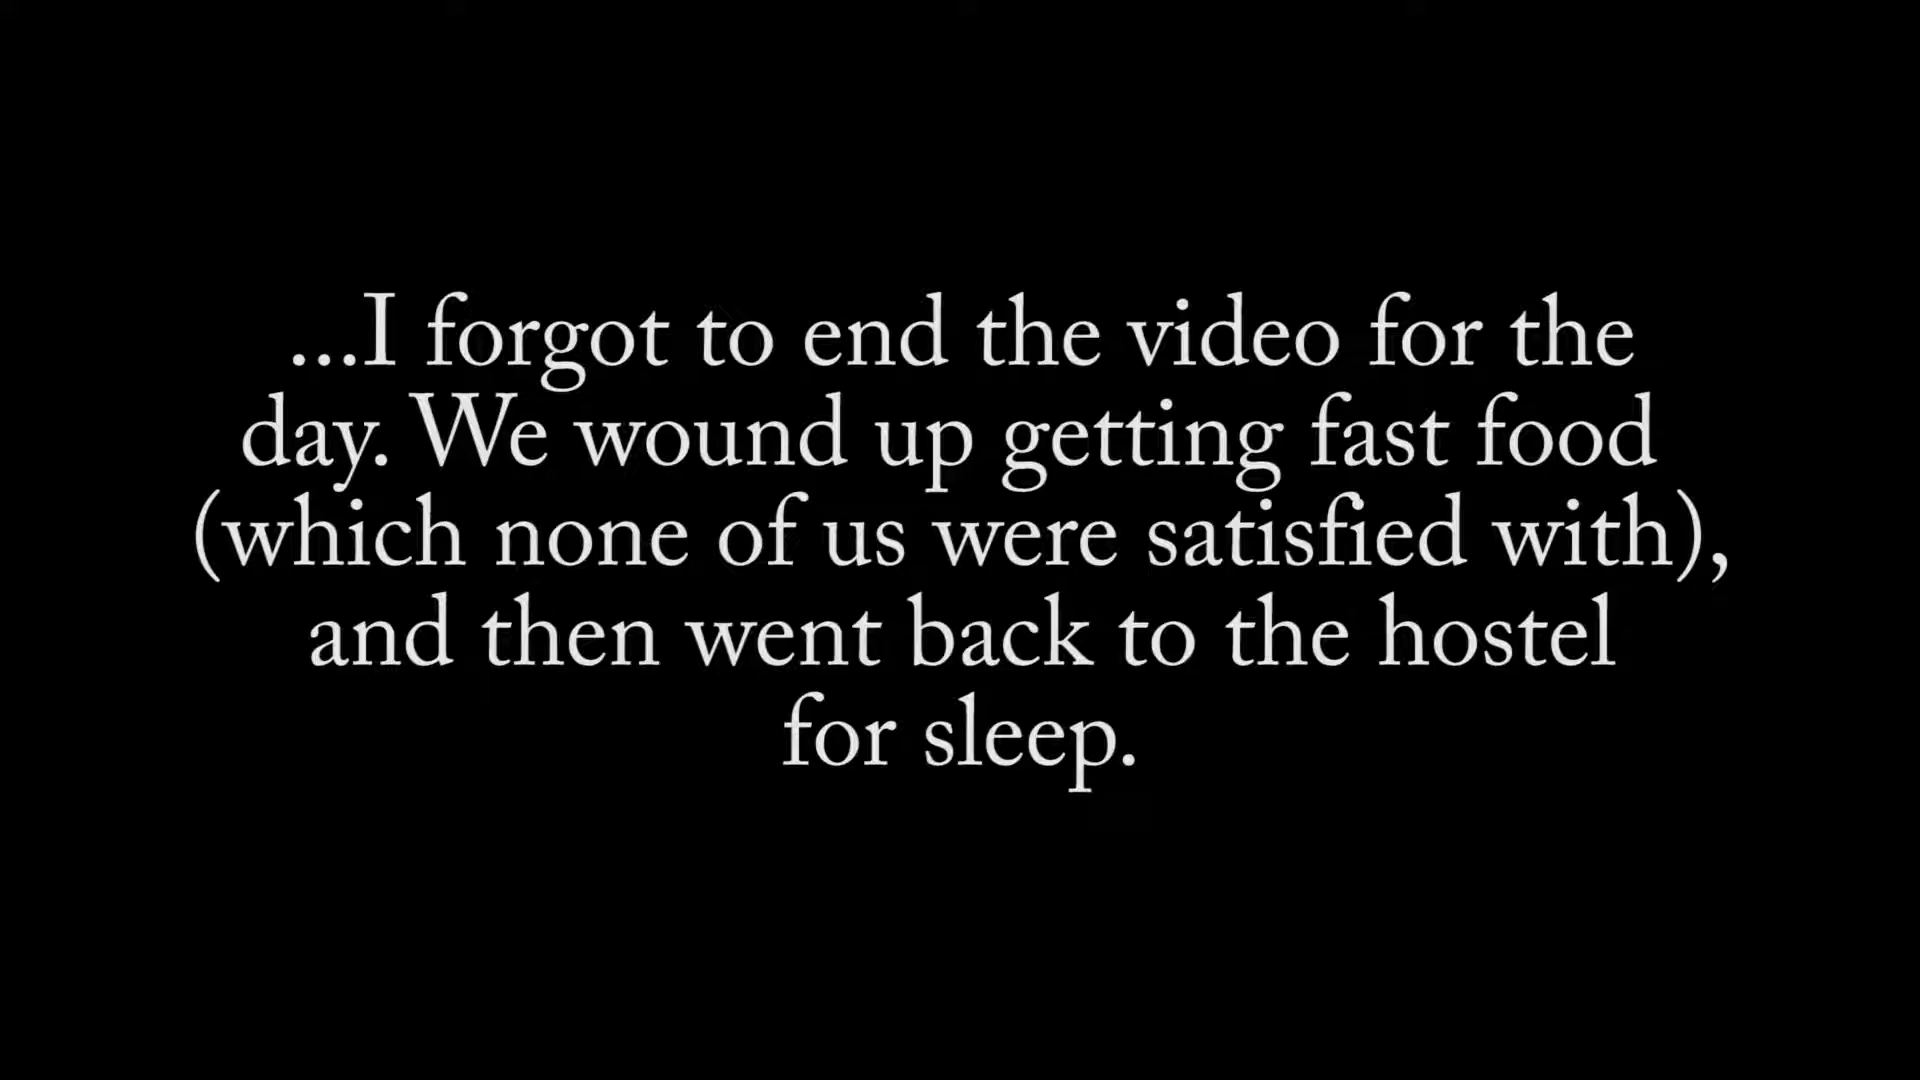 ...I forgot to end the video for the
day. We wound up getting fast food
(which none of us were satisfied with),
and then went back to the hostel
for sleep.